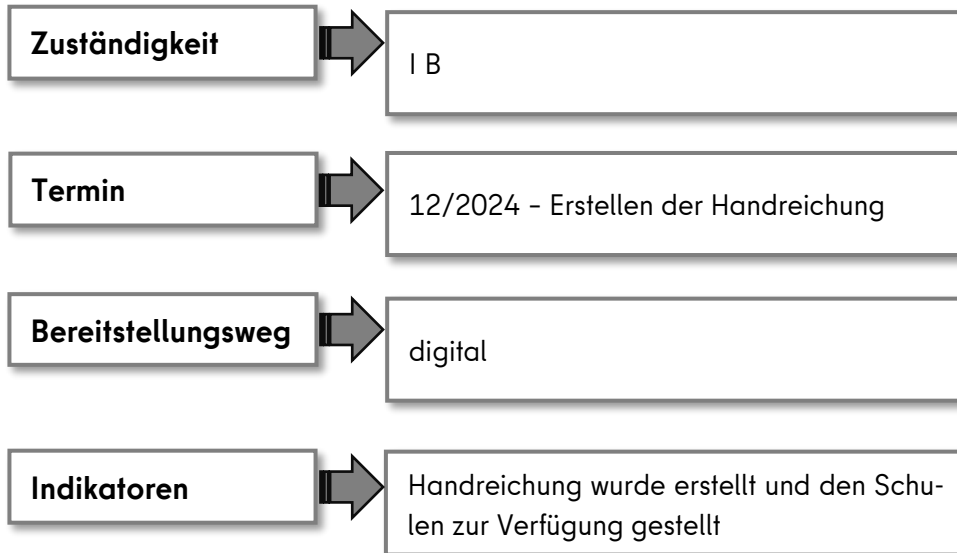 Zuständigkeit
I B
Termin
12/2024 – Erstellen der Handreichung
Bereitstellungsweg
digital
Indikatoren
Handreichung wurde erstellt und den Schu-
len zur Verfügung gestellt